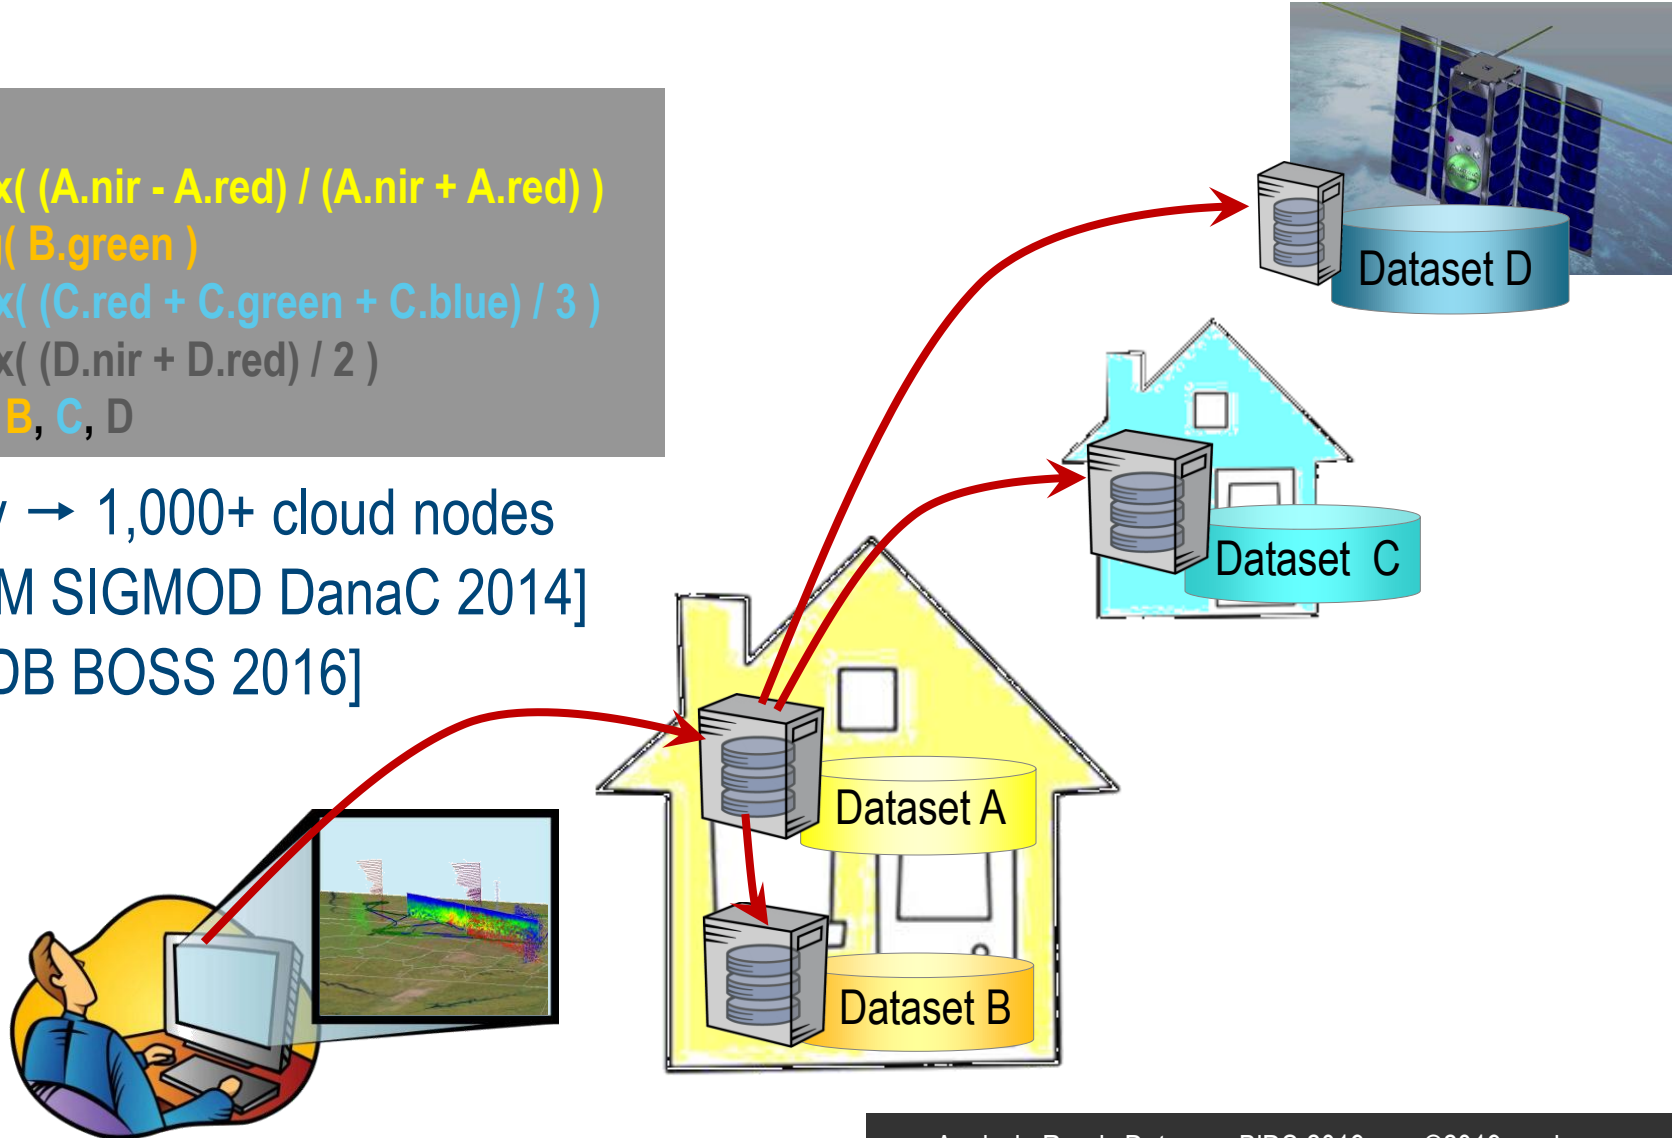 x( (A.nir - A.red) / (A.nir + A.red) )
( B.green )
x( (C.red + C.green + C.blue) / 3 )
x( (D.nir + D.red) / 2 )
B, C, D
→ 1,000+ cloud nodes
M SIGMOD DanaC 2014]
DB BOSS 2016]
Dataset D
Dataset C
Dataset A
Dataset B